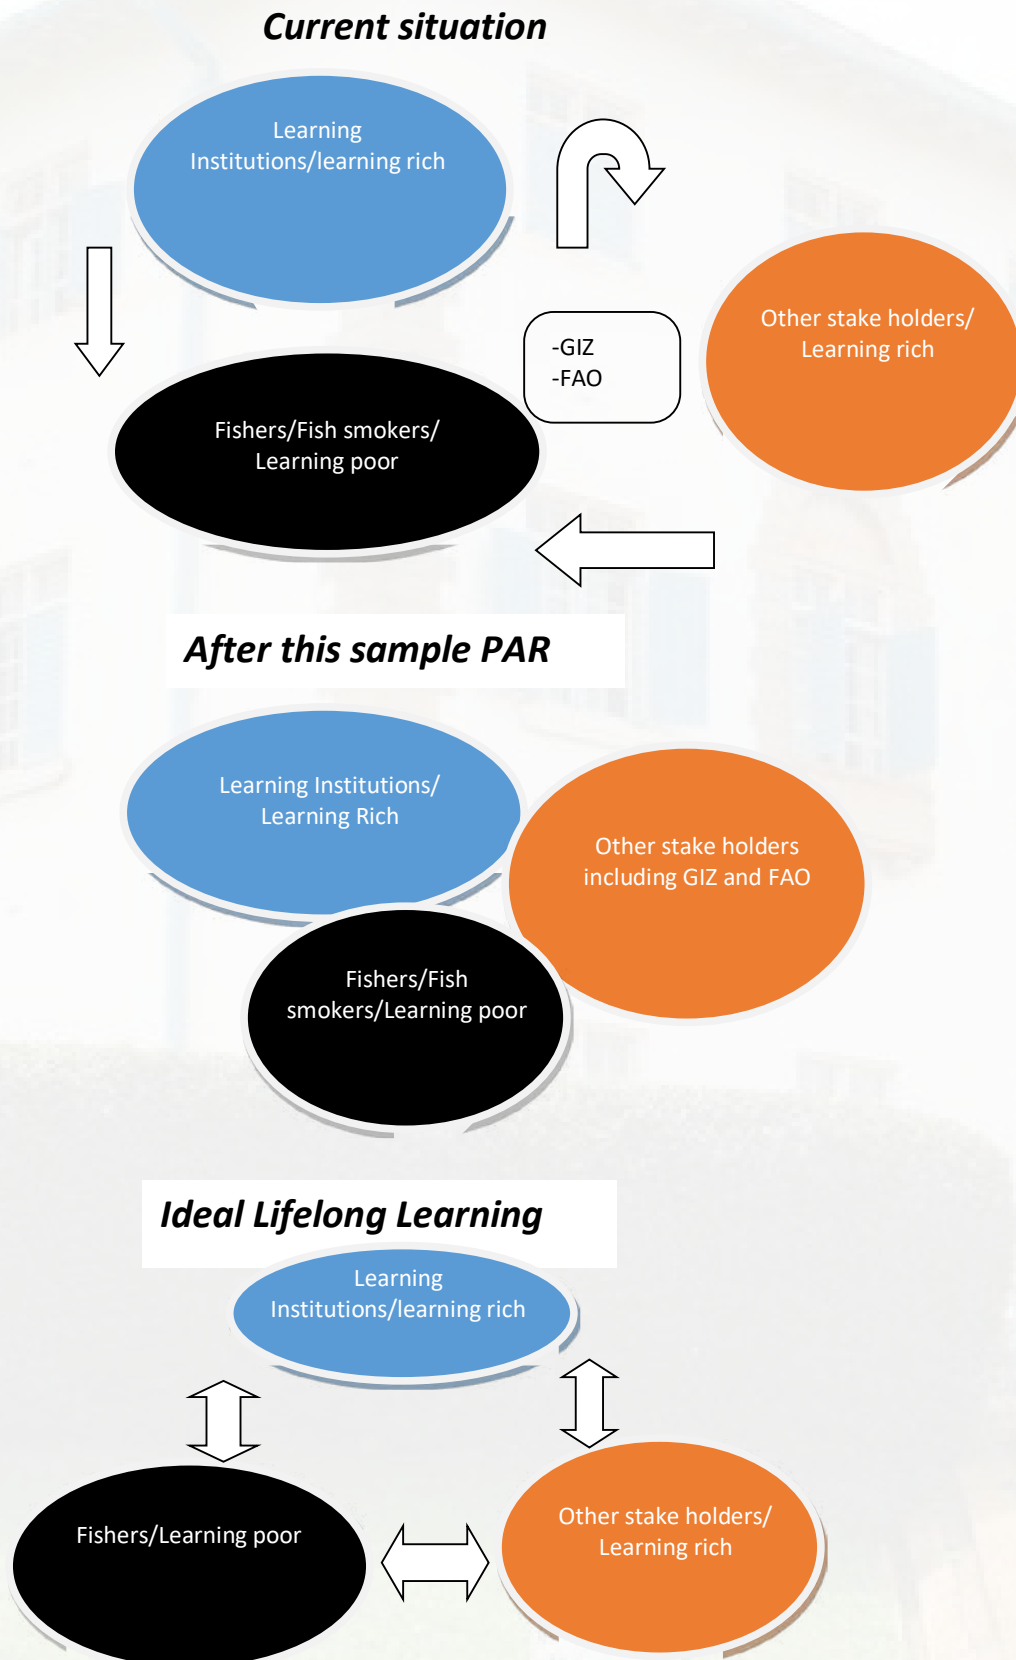 Current situation
Learning
Institutions/learning rich
Other stake holders/
Learning rich
-GIZ
-FAO
Fishers/Fish smokers/
Learning poor
After this sample PAR
Learning Institutions/
Learning Rich
Other stake holders
including GIZ and FAO
Fishers/Fish
smokers/Learning poor
Ideal Lifelong Learning
Learning
Institutions/learning rich
Fishers/Learning poor
Other stake holders/
Learning rich